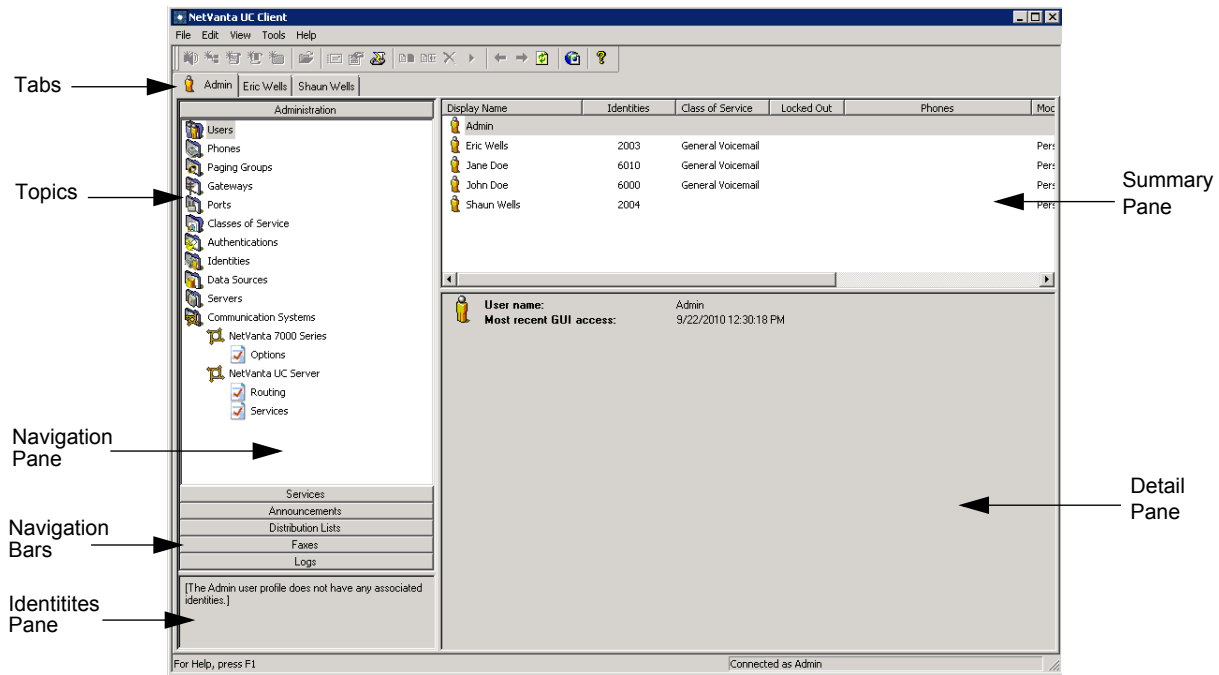 NetVanta UC Client
File Edit View Tools Help
Tabs
Admin Eric Wells Shaun Wells
Administration
Display Name Identities Class of Service Locked Out Phones Moc
Users
Phones
Paging Groups
Gateways
Ports
Classes of Service
Authentications
Identities
Data Sources
Servers
Communication Systems
NetVanta 7000 Series
Options
NetVanta UC Server
Routing
Services
Admin
Eric Wells 2003 General Voicemail Pers
Jane Doe 6010 General Voicemail Pers
John Doe 6000 General Voicemail Pers
Shaun Wells 2004 Pers
Topics
Summary
Pane
User name: Admin
Most recent GUI access: 9/22/2010 12:30:18 PM
Navigation
Pane
Services
Announcements
Distribution Lists
Faxes
Logs
Navigation
Bars
Detail
Pane
[The Admin user profile does not have any associated
identities.]
Identitites
Pane
For Help, press F1
Connected as Admin